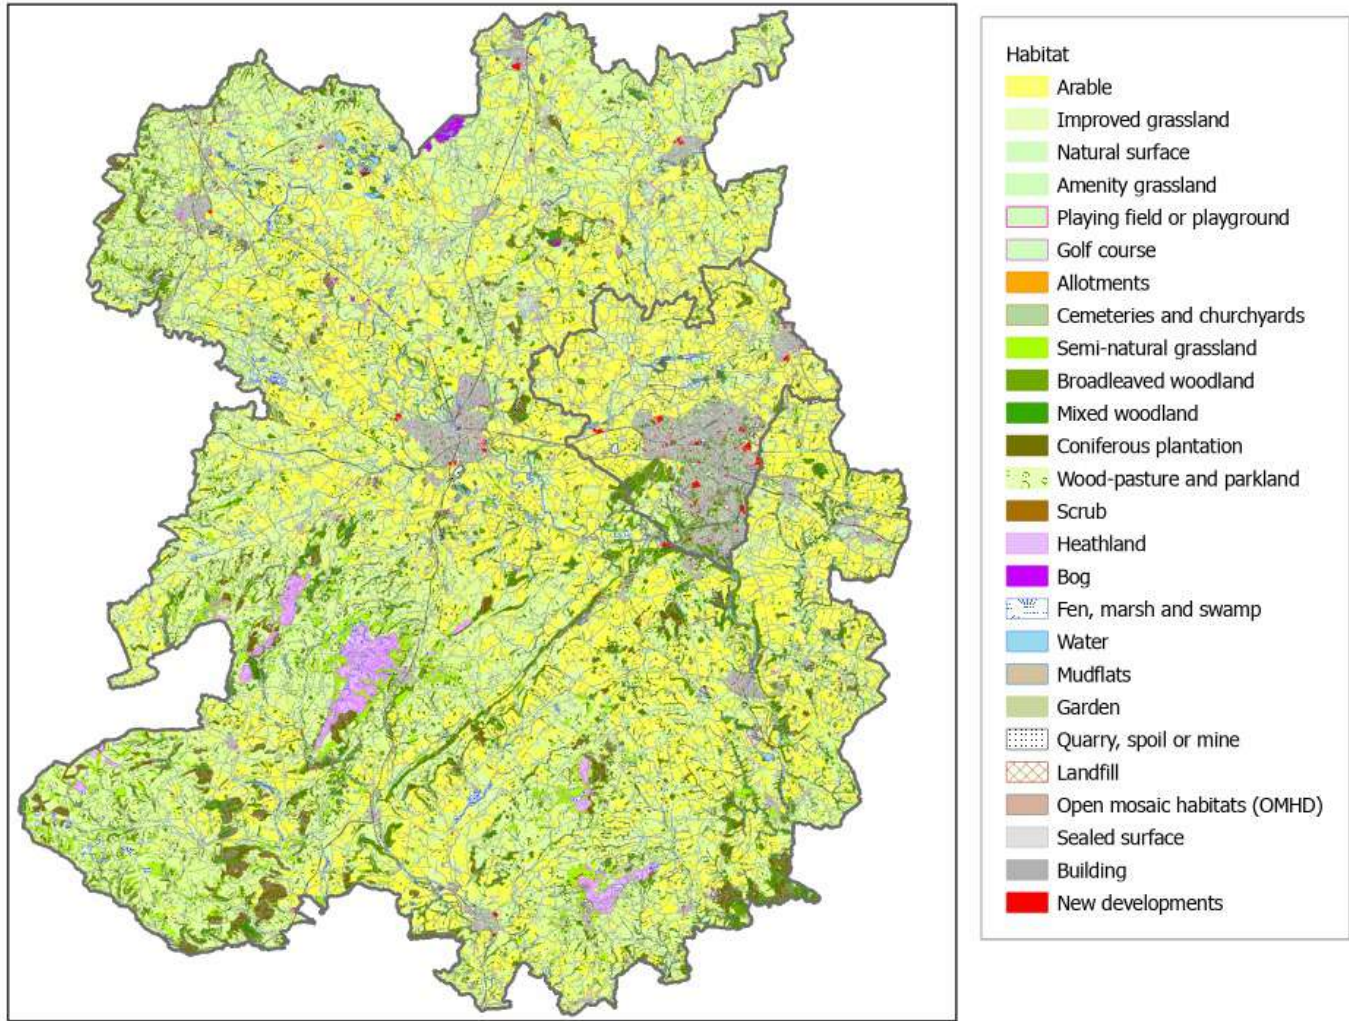 Habitat
Arable
Improved grassland
Natural surface
Amenity grassland
Playing field or playground
Golf course
Allotments
Cemeteries and churchyards
Semi-natural grassland
Broadleaved woodland
Mixed woodland
Coniferous plantation
Wood-pasture and parkland
Scrub
Heathland
Bog
Fen, marsh and swamp
Water
Mudflats
Garden
Quarry, spoil or mine
Landfill
Open mosaic habitats (OMHD)
Sealed surface
Building
New developments